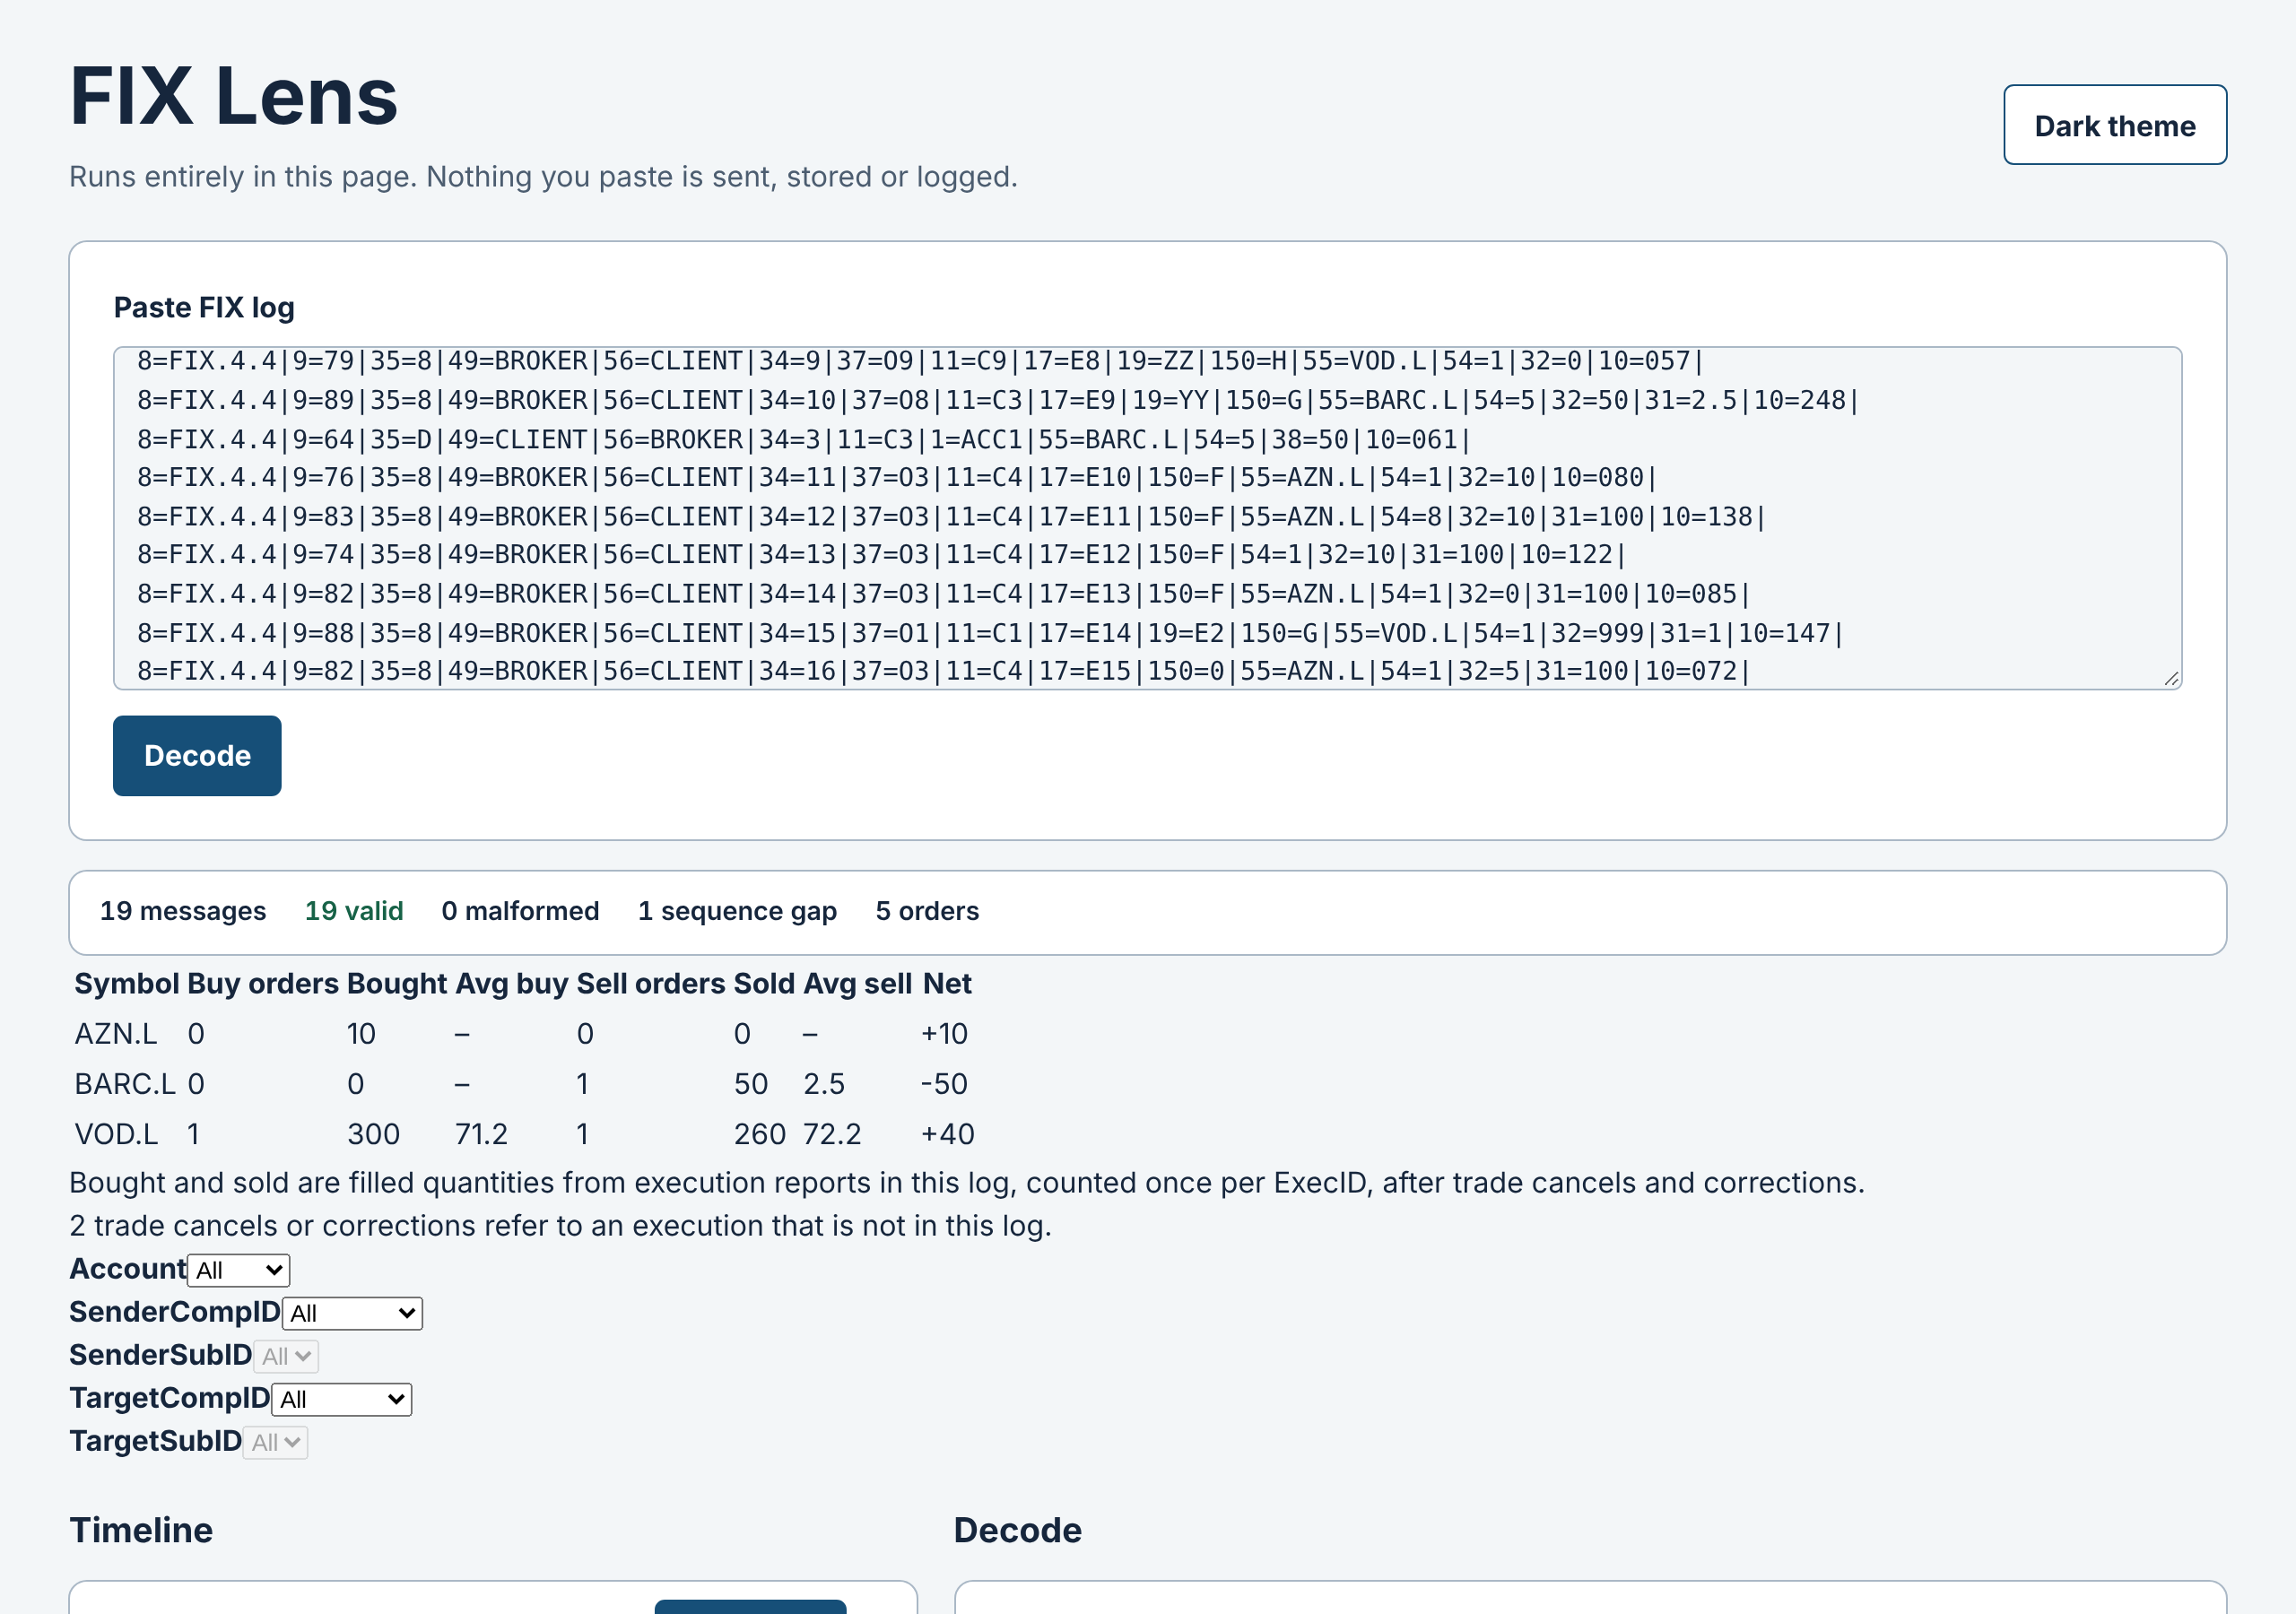 FIX Lens
Dark theme
Runs entirely in this page. Nothing you paste is sent, stored or logged.
Paste FIX log
8=FIX.4.4|9=79|35=8|49=BROKER|56=CLIENT|34=9|37=O9|11=C9|17=E8|19=ZZ|150=H|55=VOD.L|54=1|32=0|10=057|
8=FIX.4.4|9=89|35=8|49=BROKER|56=CLIENT|34=10|37=O8|11=C3|17=E9|19=YY|150=G|55=BARC.L|54=5|32=50|31=2.5|10=248|
8=FIX.4.4|9=64|35=D|49=CLIENT|56=BROKER|34=3|11=C3|1=ACC1|55=BARC.L|54=5|38=50|10=061|
8=FIX.4.4|9=76|35=8|49=BROKER|56=CLIENT|34=11|37=O3|11=C4|17=E10|150=F|55=AZN.L|54=1|32=10|10=080|
8=FIX.4.4|9=83|35=8|49=BROKER|56=CLIENT|34=12|37=O3|11=C4|17=E11|150=F|55=AZN.L|54=8|32=10|31=100|10=138|
8=FIX.4.4|9=74|35=8|49=BROKER|56=CLIENT|34=13|37=O3|11=C4|17=E12|150=F|54=1|32=10|31=100|10=122|
8=FIX.4.4|9=82|35=8|49=BROKER|56=CLIENT|34=14|37=O3|11=C4|17=E13|150=F|55=AZN.L|54=1|32=0|31=100|10=085|
8=FIX.4.4|9=88|35=8|49=BROKER|56=CLIENT|34=15|37=O1|11=C1|17=E14|19=E2|150=G|55=VOD.L|54=1|32=999|31=1|10=147|
8=FIX.4.4|9=82|35=8|49=BROKER|56=CLIENT|34=16|37=O3|11=C4|17=E15|150=0|55=AZN.L|54=1|32=5|31=100|10=072|
Decode
19 messages 19 valid 0 malformed 1 sequence gap 5 orders
Symbol Buy orders Bought Avg buy Sell orders Sold Avg sell Net
AZN.L 0 10 – 0 0 – +10
BARC.L 0 0 – 1 50 2.5 -50
VOD.L 1 300 71.2 1 260 72.2 +40
Bought and sold are filled quantities from execution reports in this log, counted once per ExecID, after trade cancels and corrections.
2 trade cancels or corrections refer to an execution that is not in this log.
Account All
SenderCompID All
SenderSubID All
TargetCompID All
TargetSubID All
Timeline
Decode